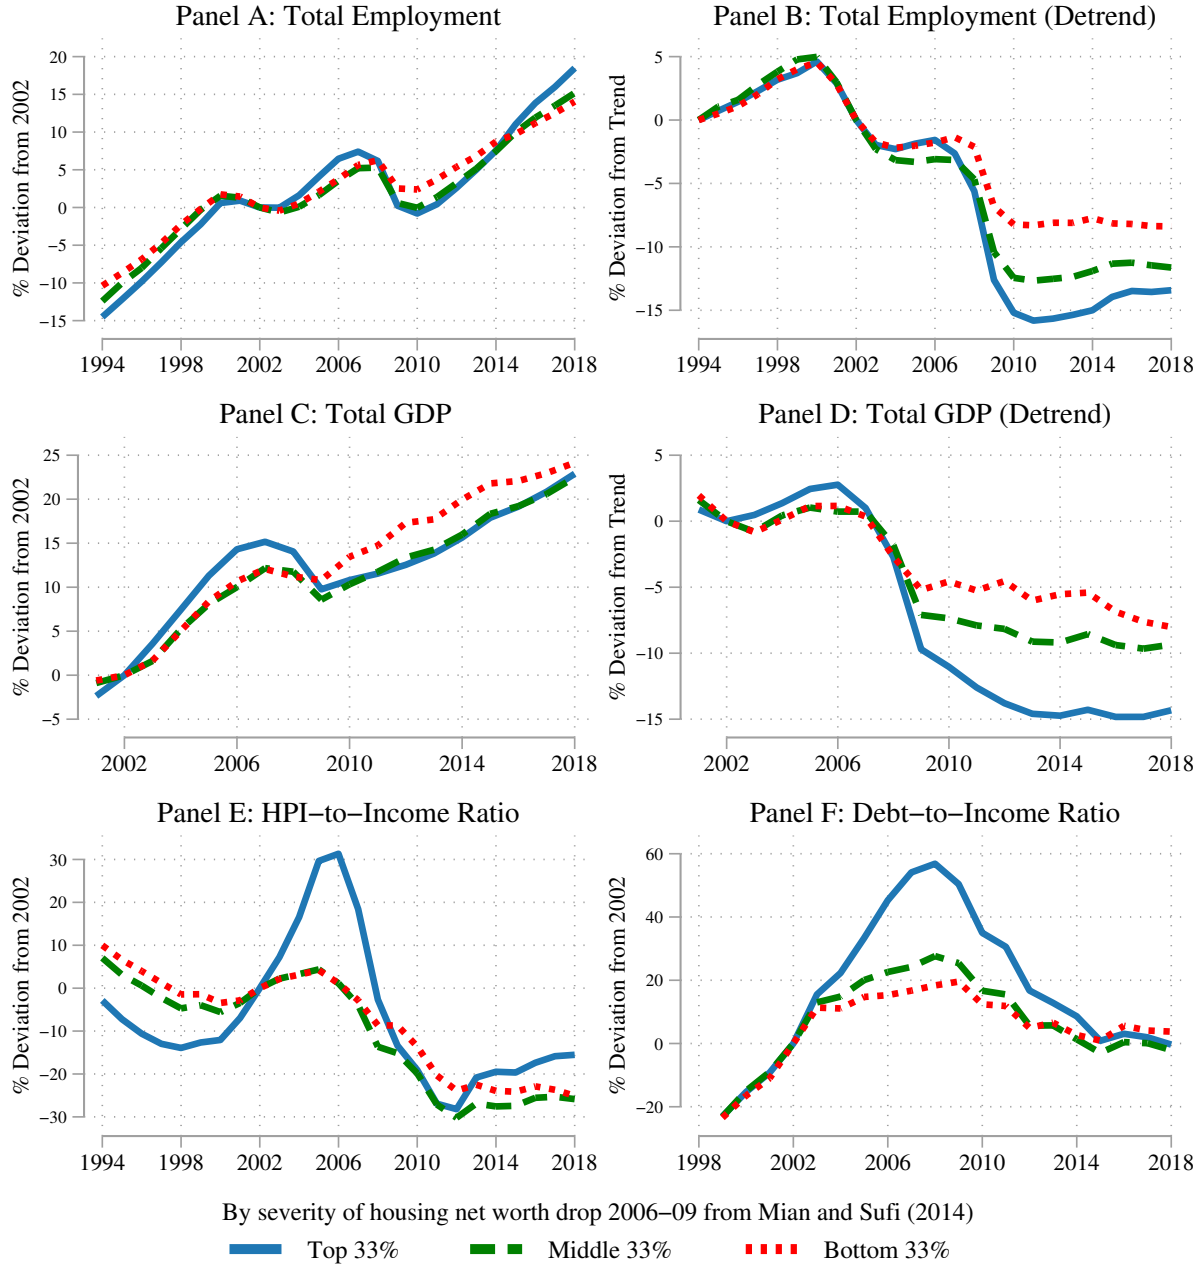 Panel A: Total Employment
% Deviation from 2002
20
15
10
5
0
−5
−10
−15
1994 1998 2002 2006 2010 2014 2018
Panel B: Total Employment (Detrend)
% Deviation from Trend
5
0
−5
−10
−15
1994 1998 2002 2006 2010 2014 2018
Panel C: Total GDP
% Deviation from 2002
25
20
15
10
5
0
−5
2002 2006 2010 2014 2018
Panel D: Total GDP (Detrend)
% Deviation from Trend
5
0
−5
−10
−15
2002 2006 2010 2014 2018
Panel E: HPI−to−Income Ratio
% Deviation from 2002
30
20
10
0
−10
−20
−30
1994 1998 2002 2006 2010 2014 2018
Panel F: Debt−to−Income Ratio
% Deviation from 2002
60
40
20
0
−20
1998 2002 2006 2010 2014 2018
By severity of housing net worth drop 2006−09 from Mian and Sufi (2014)
Top 33% Middle 33% Bottom 33%